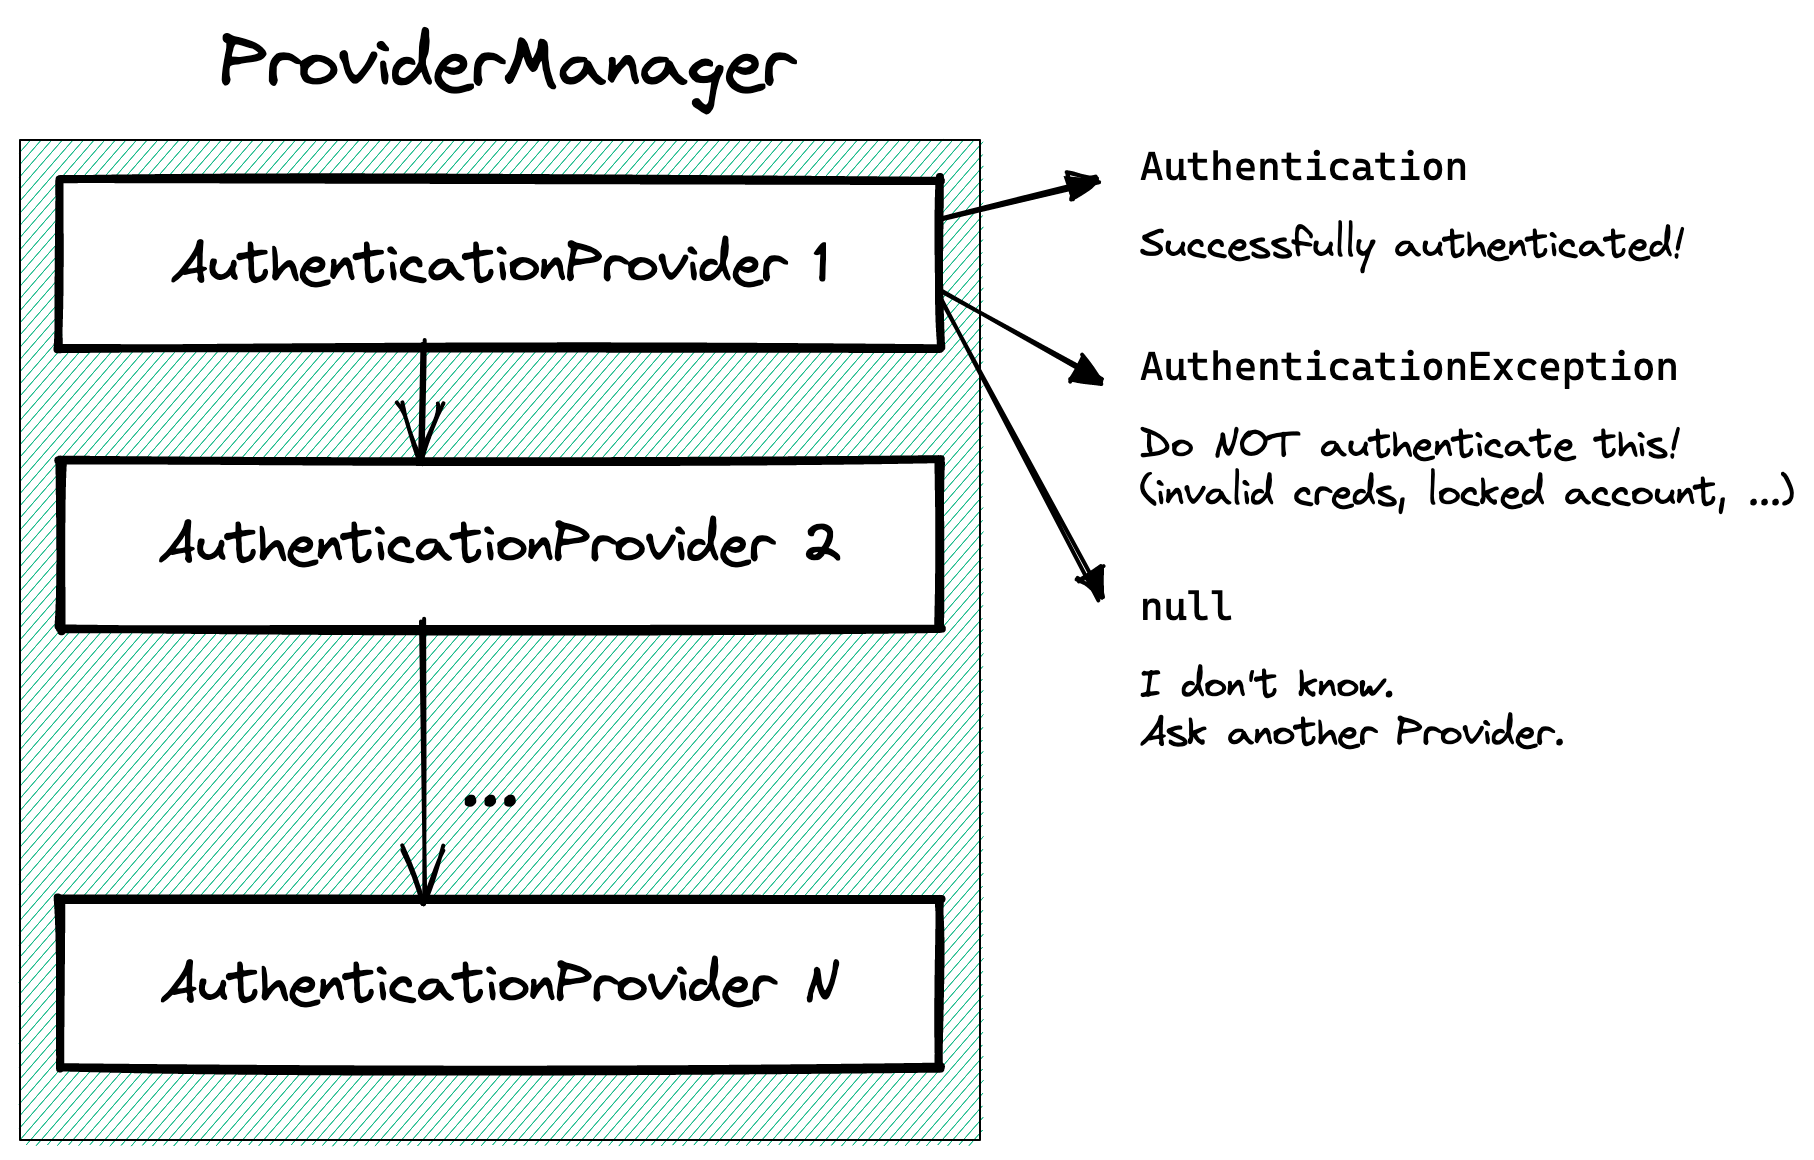 ProviderManager
AuthenticationProvider 1
AuthenticationProvider 2
...
AuthenticationProvider N
Authentication
Successfully authenticated!
AuthenticationException
Do NOT authenticate this!
(invalid creds, locked account, ...)
null
I don't know.
Ask another Provider.